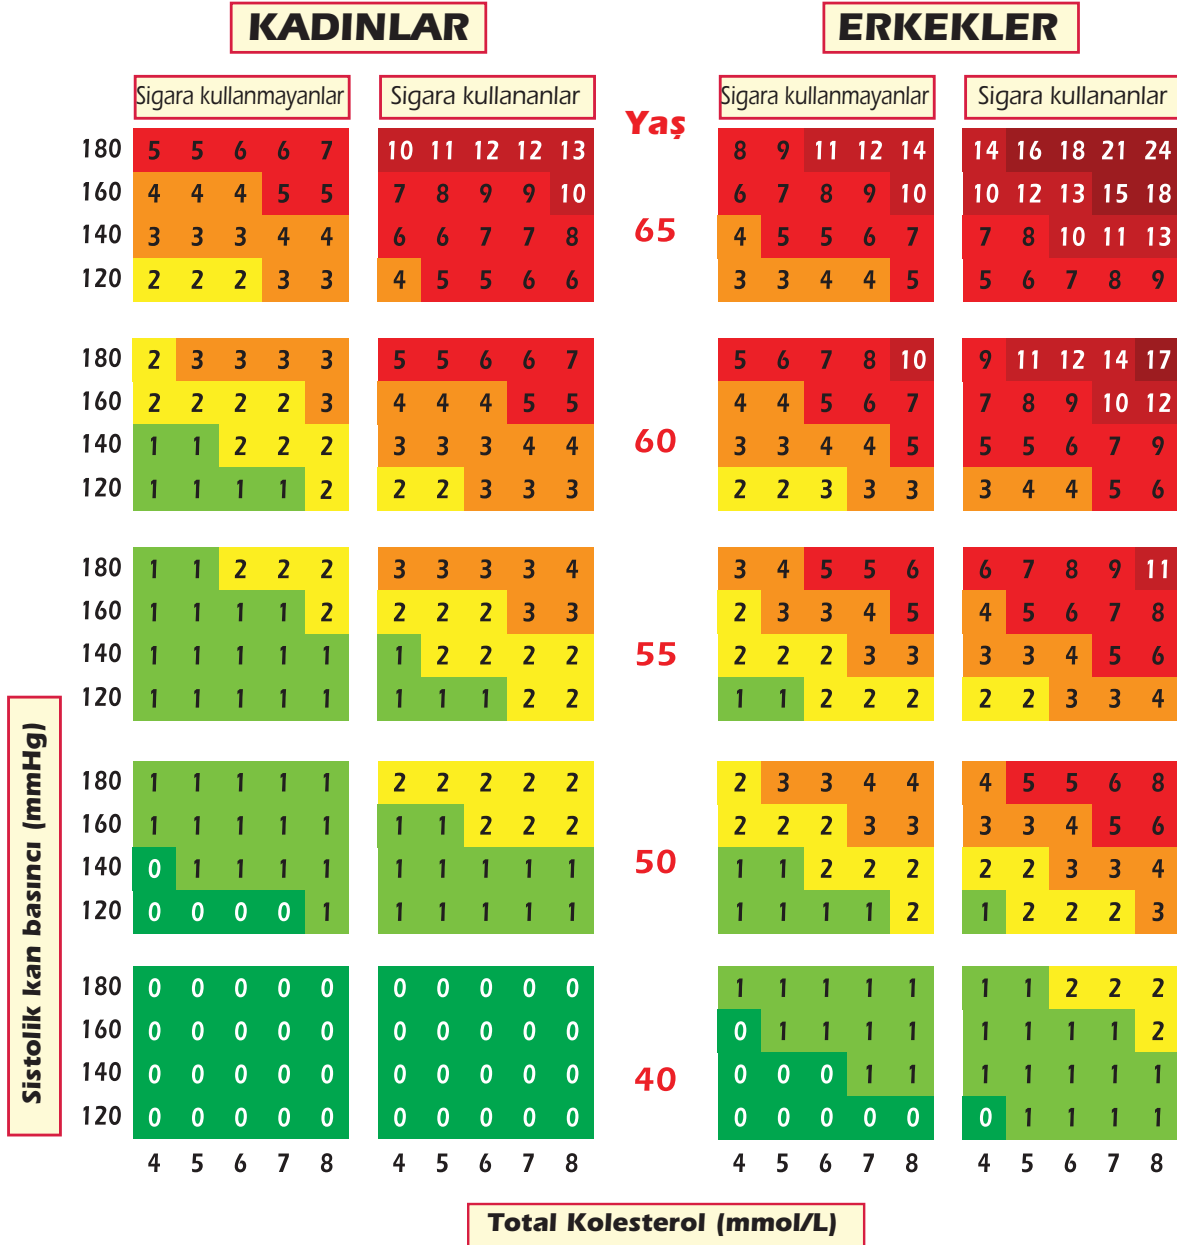 KADINLAR ERKEKLER
Sigara kullanmayanlar Sigara kullananlar Sigara kullanmayanlar Sigara kullananlar
Yaş
180 5 5 6 6 7 10 11 12 12 13 8 9 11 12 14 14 16 18 21 24
160 4 4 4 5 5 7 8 9 9 10 6 7 8 9 10 10 12 13 15 18
65
140 3 3 3 4 4 6 6 7 7 8 4 5 5 6 7 7 8 10 11 13
120 2 2 2 3 3 4 5 5 6 6 3 3 4 4 5 5 6 7 8 9
180 2 3 3 3 3 5 5 6 6 7 5 6 7 8 10 9 11 12 14 17
160 2 2 2 2 3 4 4 4 5 5 4 4 5 6 7 7 8 9 10 12
60
140 1 1 2 2 2 3 3 3 4 4 3 3 4 4 5 5 5 6 7 9
120 1 1 1 1 2 2 2 3 3 3 2 2 3 3 3 3 4 4 5 6
180 1 1 2 2 2 3 3 3 3 4 3 4 5 5 6 6 7 8 9 11
160 1 1 1 1 2 2 2 2 3 3 2 3 3 4 5 4 5 6 7 8
55
140 1 1 1 1 1 1 2 2 2 2 2 2 2 3 3 3 3 4 5 6
120 1 1 1 1 1 1 1 1 2 2 1 1 2 2 2 2 2 3 3 4
180 1 1 1 1 1 2 2 2 2 2 2 3 3 4 4 4 5 5 6 8
160 1 1 1 1 1 1 1 2 2 2 2 2 2 3 3 3 3 4 5 6
50
140 0 1 1 1 1 1 1 1 1 1 1 1 2 2 2 2 2 3 3 4
120 0 0 0 0 1 1 1 1 1 1 1 1 1 1 2 1 2 2 2 3
180 0 0 0 0 0 0 0 0 0 0 1 1 1 1 1 1 1 2 2 2
160 0 0 0 0 0 0 0 0 0 0 0 1 1 1 1 1 1 1 1 2
40
140 0 0 0 0 0 0 0 0 0 0 0 0 0 1 1 1 1 1 1 1
120 0 0 0 0 0 0 0 0 0 0 0 0 0 0 0 0 1 1 1 1
4 5 6 7 8 4 5 6 7 8 4 5 6 7 8 4 5 6 7 8
Sistolik kan basıncı (mmHg)
Total Kolesterol (mmol/L)